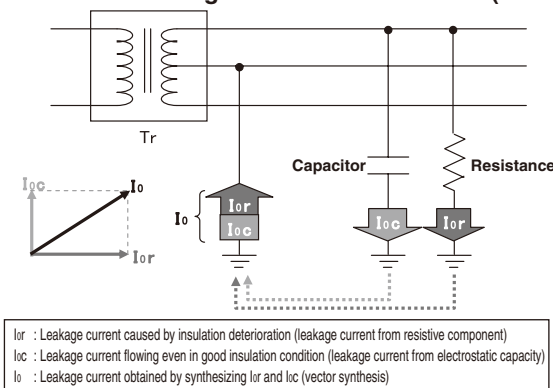 Tr
Capacitor
Resistance
Ioc
Io
Ior
Io
Ior
Ioc
Ioc
Ior
Ior : Leakage current caused by insulation deterioration (leakage current from resistive component)
Ioc : Leakage current flowing even in good insulation condition (leakage current from electrostatic capacity)
Io : Leakage current obtained by synthesizing Ior and Ioc (vector synthesis)